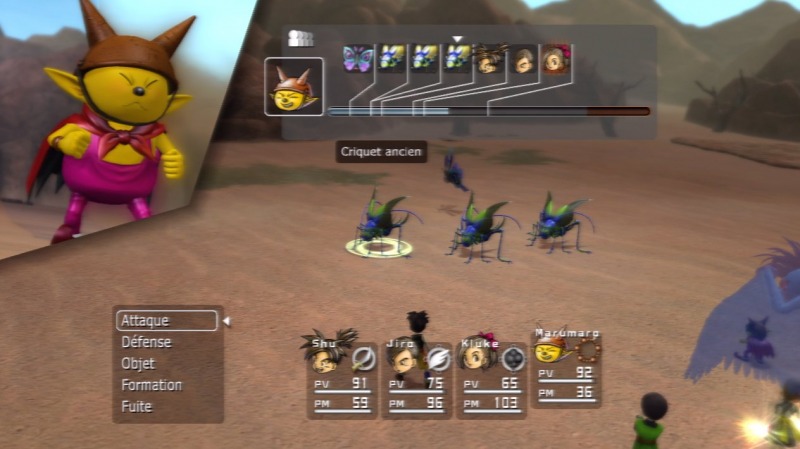 Criquet ancien
Attaque
Défense
Objet
Formation
Fuite
Shu
PV 91
PM 59
Jiro
PV 75
PM 96
Kluke
PV 65
PM 103
Marumaro
PV 92
PM 36